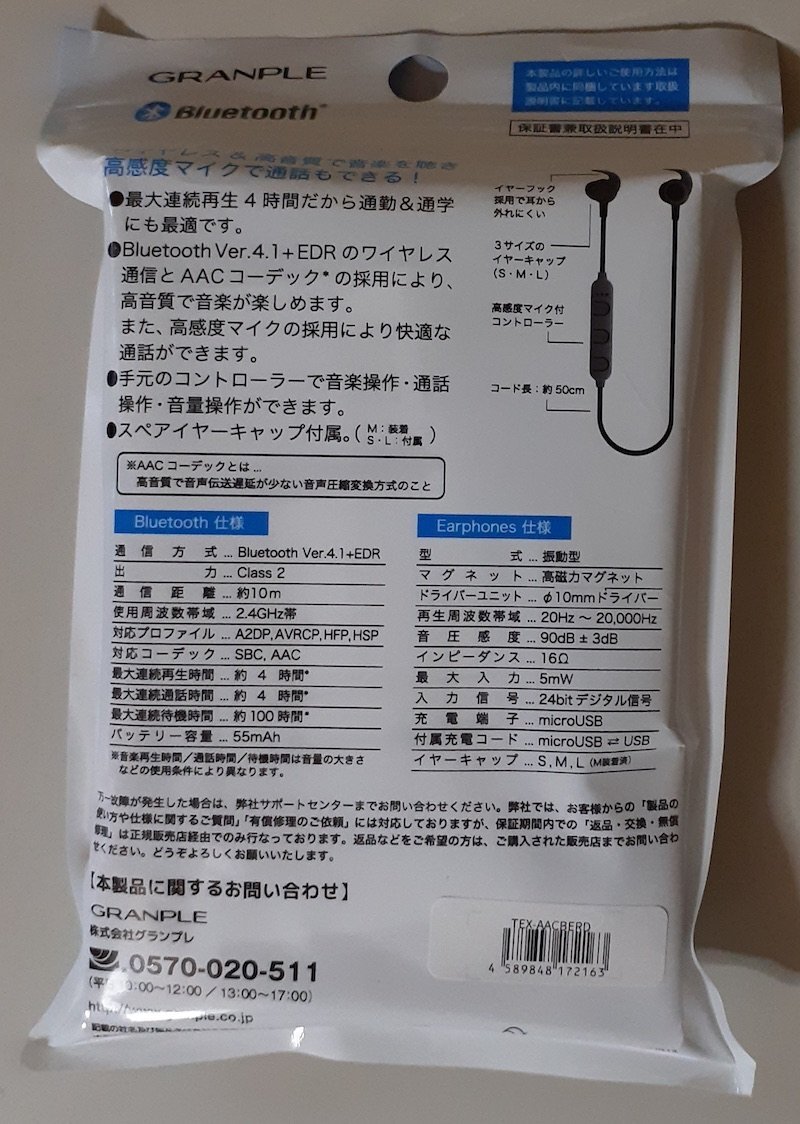 GRANPLE
Bluetooth
本製品の詳しいご使用方法は
製品内に同梱しています取扱
説明書に記載しています。
保証書兼取扱説明書在中
ワイヤレス&高音質で音楽を聴き
高感度マイクで通話もできる!
●最大連続再生4時間だから通勤&通学
にも最適です。
●Bluetooth Ver.4.1+EDRのワイヤレス
通信とAACコーデック*の採用により、
高音質で音楽が楽しめます。
また、高感度マイクの採用により快適な
通話ができます。
●手元のコントローラーで音楽操作・通話
操作・音量操作ができます。
●スペアイヤーキャップ付属。(M:装着 S・L:付属)
イヤーフック
採用で耳から
外れにくい
3サイズの
イヤーキャップ
(S・M・L)
高感度マイク付
コントローラー
コード長:約50cm
※AACコーデックとは...
高音質で音声伝送遅延が少ない音声圧縮変換方式のこと
Bluetooth 仕様
通信方式...Bluetooth Ver.4.1+EDR
出力...Class 2
通信距離...約10m
使用周波数帯域...2.4GHz帯
対応プロファイル...A2DP,AVRCP,HFP,HSP
対応コーデック...SBC, AAC
最大連続再生時間...約 4 時間*
最大連続通話時間...約 4 時間*
最大連続待機時間...約100時間*
バッテリー容量...55mAh
※音楽再生時間/通話時間/待機時間は音量の大きさ
などの使用条件により異なります。
Earphones 仕様
型式...振動型
マグネット...高磁力マグネット
ドライバーユニット...φ10mmドライバー
再生周波数帯域...20Hz〜20,000Hz
音圧感度...90dB±3dB
インピーダンス...16Ω
最大入力...5mW
入力信号...24bitデジタル信号
充電端子...microUSB
付属充電コード...microUSB ⇄ USB
イヤーキャップ...S, M, L (M装着済)
万一故障が発生した場合は、弊社サポートセンターまでお問い合わせください。弊社では、お客様からの「製品の
使い方や仕様に関するご質問」「有償修理のご依頼」には対応しておりますが、保証期間内での「返品・交換・無償
修理」は正規販売店経由でのみ行なっております。返品などをご希望の方は、ご購入された販売店までお問い合わ
せください。どうぞよろしくお願いいたします。
【本製品に関するお問い合わせ】
GRANPLE
株式会社グランプレ
0570-020-511
(平日10:00〜12:00/13:00〜17:00)
http://www.granple.co.jp
TEX-AACBERD
4 589848 172163